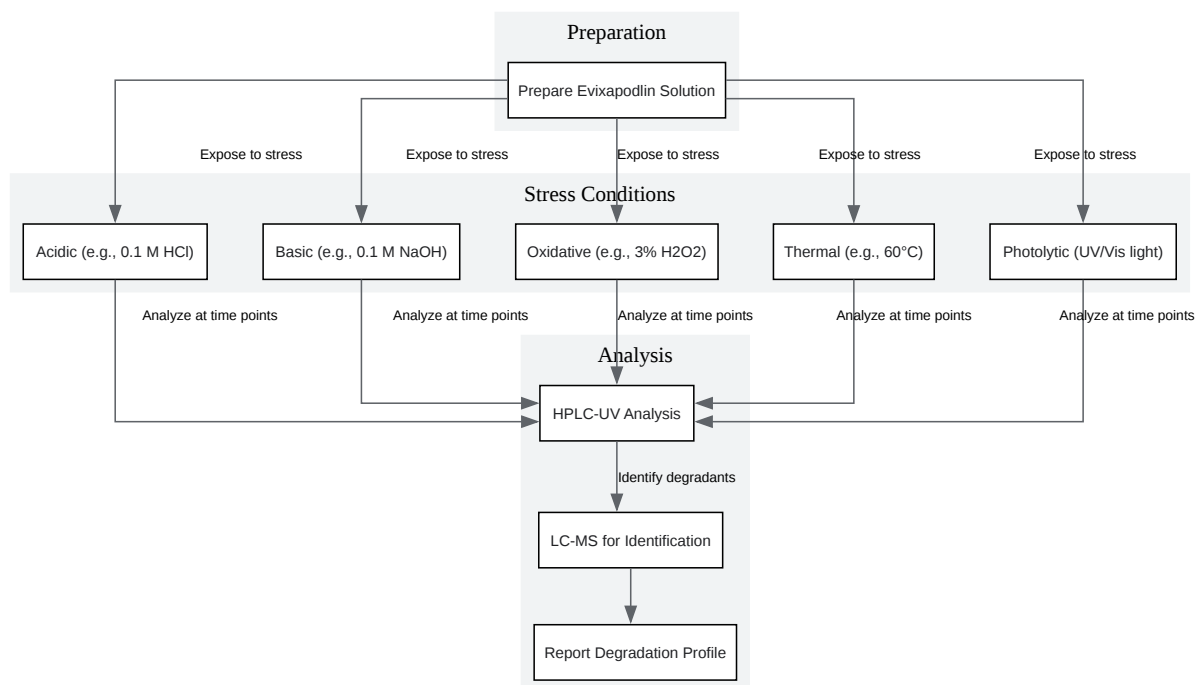 Preparation
Prepare Evixapodlin Solution
Expose to stress
Expose to stress
Expose to stress
Expose to stress
Expose to stress
Stress Conditions
Acidic (e.g., 0.1 M HCl)
Basic (e.g., 0.1 M NaOH)
Oxidative (e.g., 3% H2O2)
Thermal (e.g., 60°C)
Photolytic (UV/Vis light)
Analyze at time points
Analyze at time points
Analyze at time points
Analyze at time points
Analyze at time points
Analysis
HPLC-UV Analysis
Identify degradants
LC-MS for Identification
Report Degradation Profile